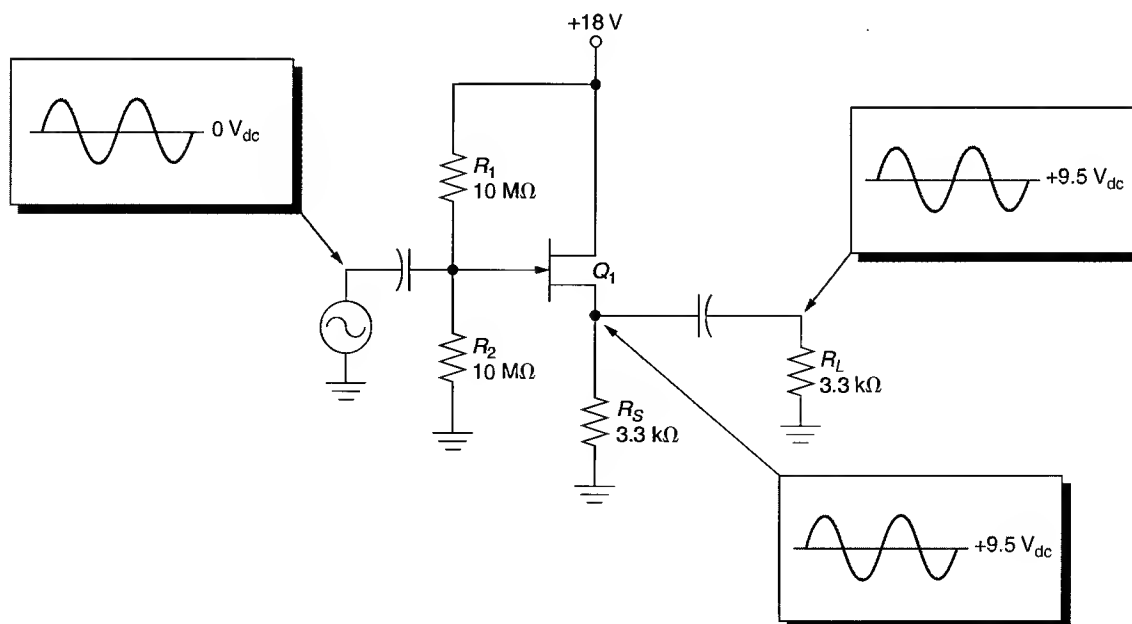 +18 V
0 V_dc
R_1
10 MΩ
+9.5 V_dc
Q_1
R_2
10 MΩ
R_L
3.3 kΩ
R_S
3.3 kΩ
+9.5 V_dc